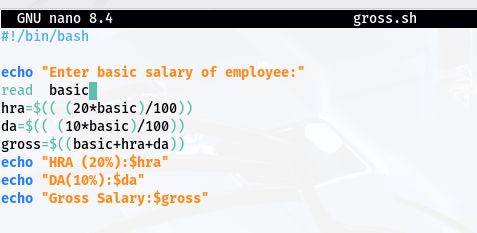 GNU nano 8.4 gross.sh
#!/bin/bash
echo "Enter basic salary of employee:"
read  basic
hra=$(( (20*basic)/100))
da=$(( (10*basic)/100))
gross=$((basic+hra+da))
echo "HRA (20%):$hra"
echo "DA(10%):$da"
echo "Gross Salary:$gross"